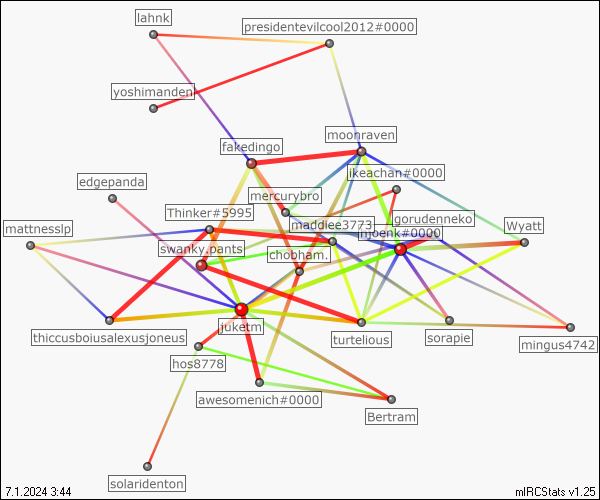 lahnk
presidentevilcool2012#0000
yoshimanden
moonraven
fakedingo
ikeachan#0000
edgepanda
mercurybro
Thinker#5995
maddiee3773
gorudenneko
moenk#0000
Wyatt
mattnesslp
swanky.pants
chobham.
juketm
thiccusboiusalexusjoneus
turtelious
sorapie
mingus4742
hos8778
awesomenich#0000
Bertram
solaridenton
7.1.2024 3:44
mIRCStats v1.25